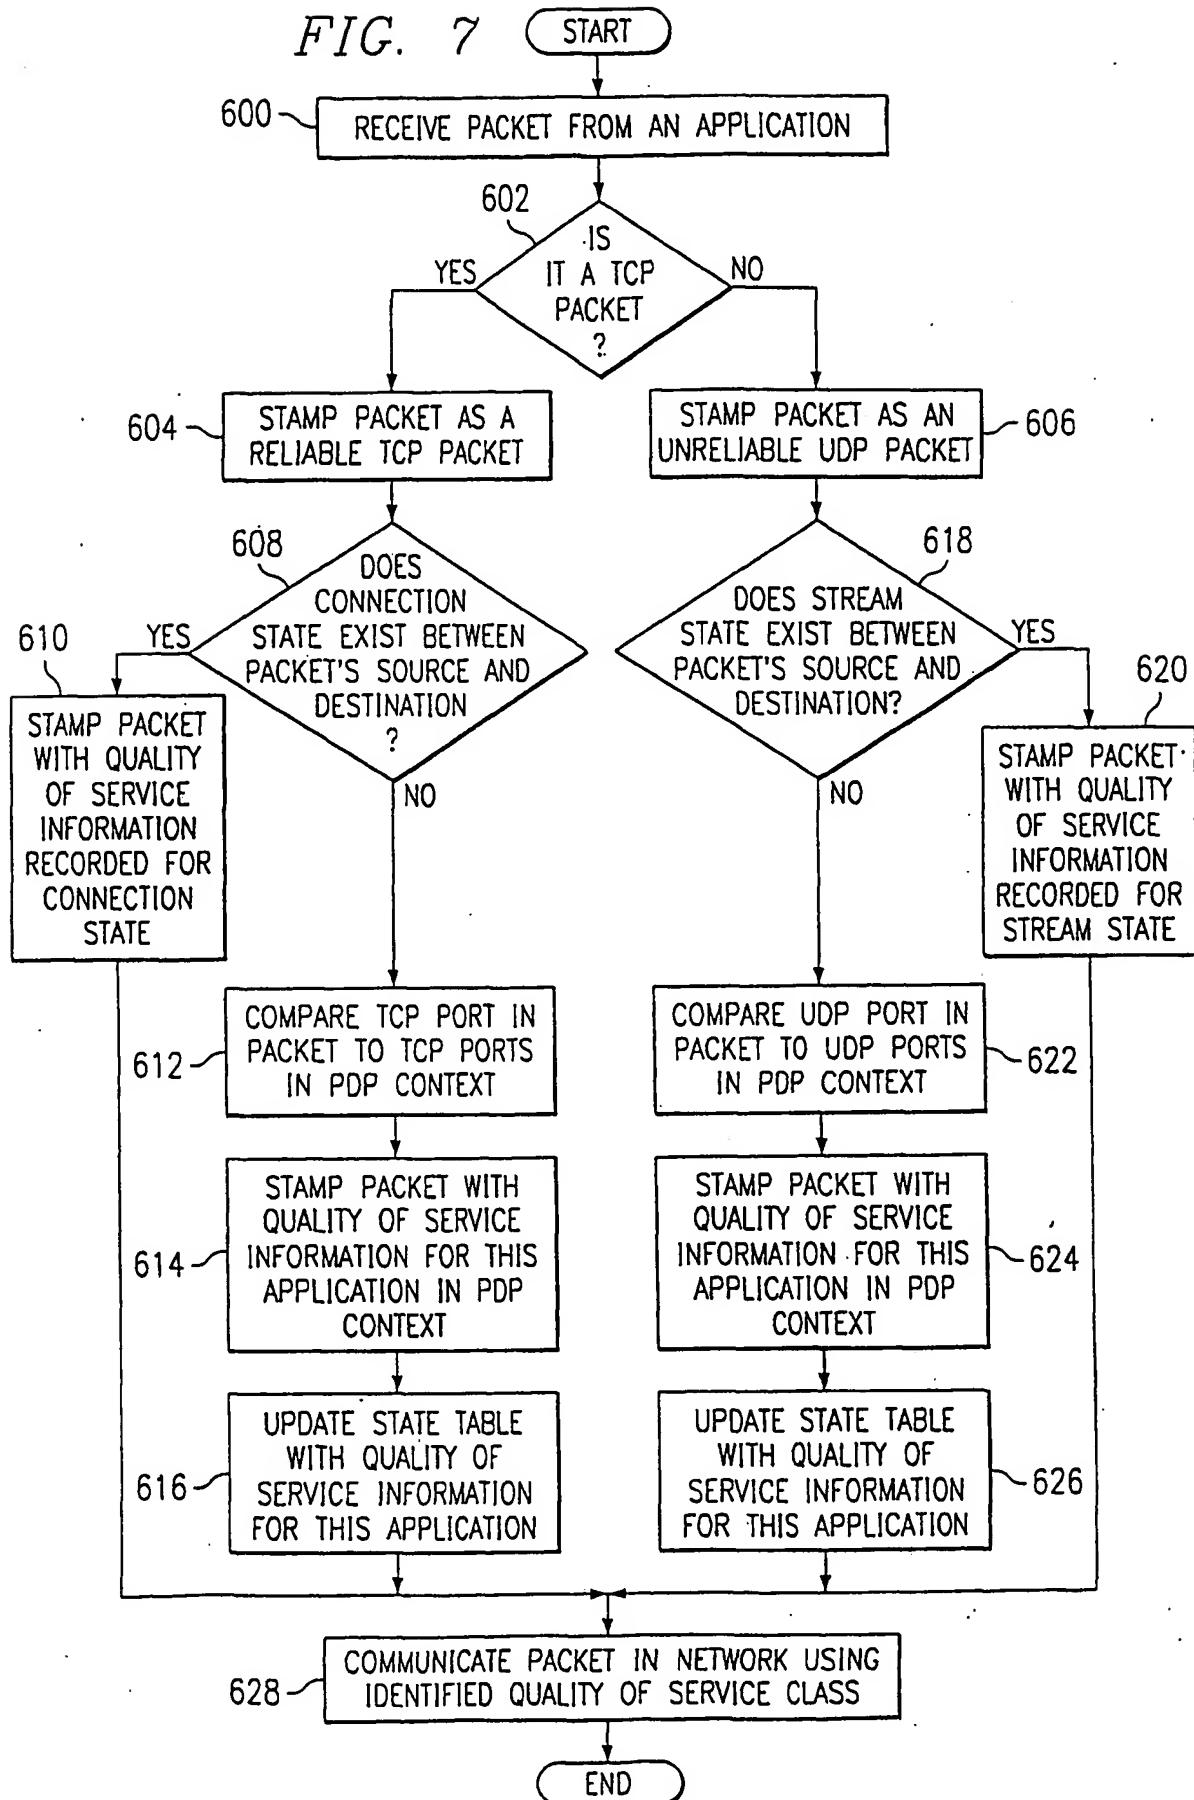 FIG. 7
START
600
RECEIVE PACKET FROM AN APPLICATION
602
IS
IT A TCP
PACKET
?
YES
NO
604
STAMP PACKET AS A
RELIABLE TCP PACKET
STAMP PACKET AS AN
UNRELIABLE UDP PACKET
606
608
DOES
CONNECTION
STATE EXIST BETWEEN
PACKET'S SOURCE AND
DESTINATION
?
YES
NO
618
DOES STREAM
STATE EXIST BETWEEN
PACKET'S SOURCE AND
DESTINATION?
YES
NO
610
STAMP PACKET
WITH QUALITY
OF SERVICE
INFORMATION
RECORDED FOR
CONNECTION
STATE
620
STAMP PACKET
WITH QUALITY
OF SERVICE
INFORMATION
RECORDED FOR
STREAM STATE
612
COMPARE TCP PORT IN
PACKET TO TCP PORTS
IN PDP CONTEXT
COMPARE UDP PORT IN
PACKET TO UDP PORTS
IN PDP CONTEXT
622
614
STAMP PACKET WITH
QUALITY OF SERVICE
INFORMATION FOR THIS
APPLICATION IN PDP
CONTEXT
STAMP PACKET WITH
QUALITY OF SERVICE
INFORMATION FOR THIS
APPLICATION IN PDP
CONTEXT
624
616
UPDATE STATE TABLE
WITH QUALITY OF
SERVICE INFORMATION
FOR THIS APPLICATION
UPDATE STATE TABLE
WITH QUALITY OF
SERVICE INFORMATION
FOR THIS APPLICATION
626
628
COMMUNICATE PACKET IN NETWORK USING
IDENTIFIED QUALITY OF SERVICE CLASS
END